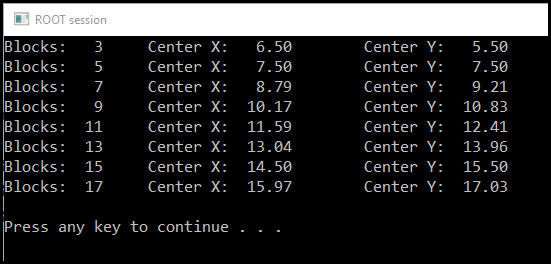 ROOT session
Blocks:   3     Center X:   6.50        Center Y:   5.50
Blocks:   5     Center X:   7.50        Center Y:   7.50
Blocks:   7     Center X:   8.79        Center Y:   9.21
Blocks:   9     Center X:  10.17        Center Y:  10.83
Blocks:  11     Center X:  11.59        Center Y:  12.41
Blocks:  13     Center X:  13.04        Center Y:  13.96
Blocks:  15     Center X:  14.50        Center Y:  15.50
Blocks:  17     Center X:  15.97        Center Y:  17.03
Press any key to continue . . .